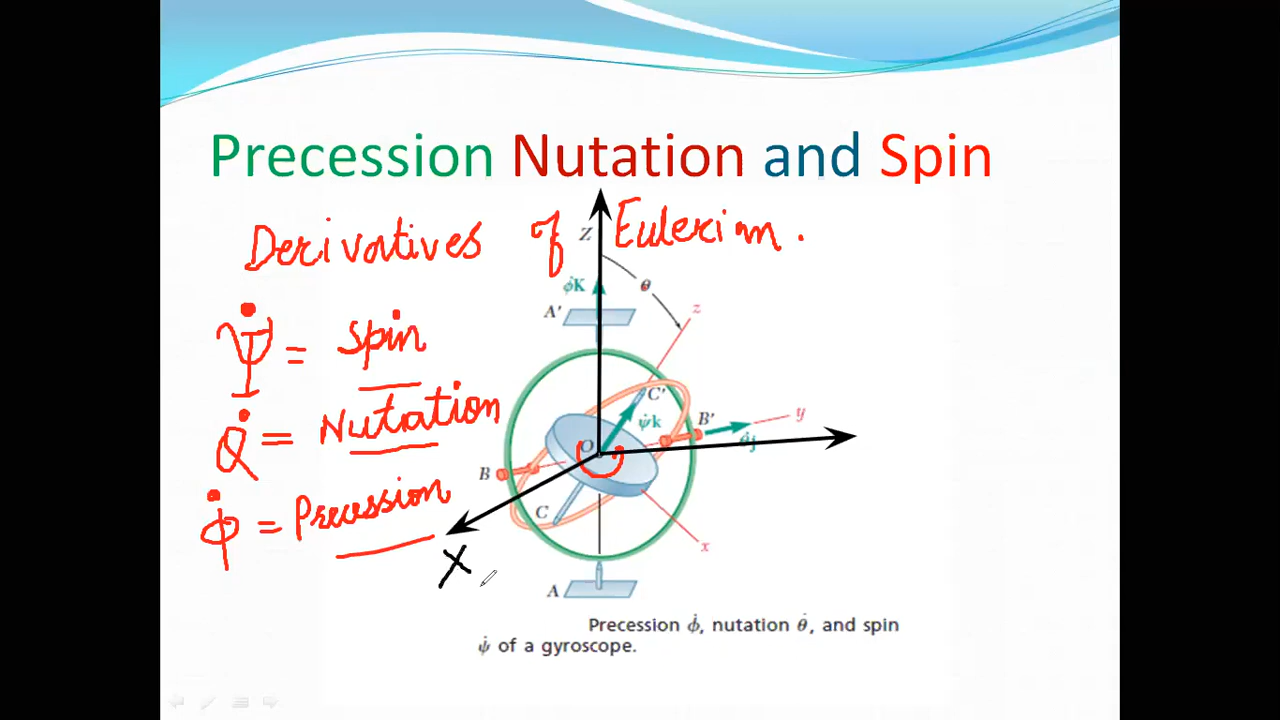 Precession Nutation and Spin
Derivatives of Eulerian.
Z
ϕ̇K
θ
A'
z
Ψ̇ = Spin
C'
ψ̇k
B'
y
θ̇j
θ̇ = Nutation
O
B
ϕ̇ = Precession
C
x
X
A
Precession ϕ̇, nutation θ̇, and spin
ψ̇ of a gyroscope.